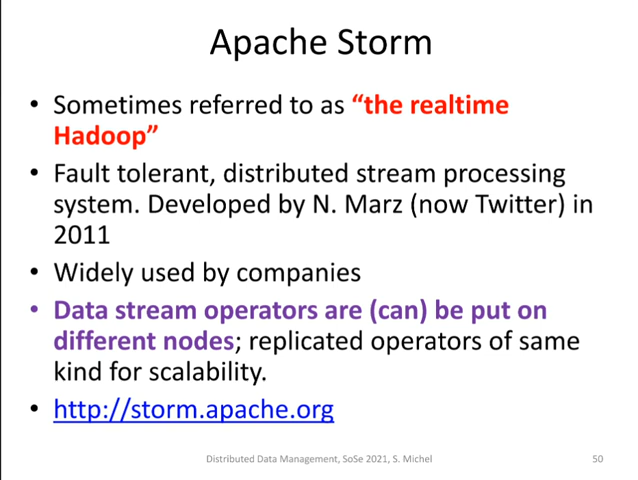 Apache Storm
• Sometimes referred to as “the realtime
Hadoop”
• Fault tolerant, distributed stream processing
system. Developed by N. Marz (now Twitter) in
2011
• Widely used by companies
• Data stream operators are (can) be put on
different nodes; replicated operators of same
kind for scalability.
• http://storm.apache.org
Distributed Data Management, SoSe 2021, S. Michel
50